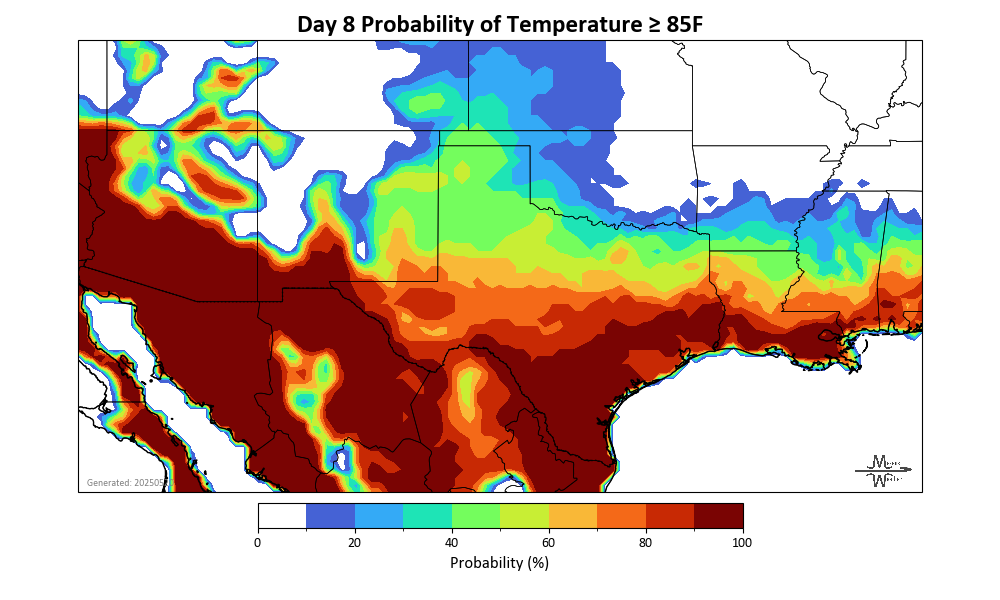 Day 8 Probability of Temperature ≥ 85F
Generated: 202505
0 20 40 60 80 100
Probability (%)